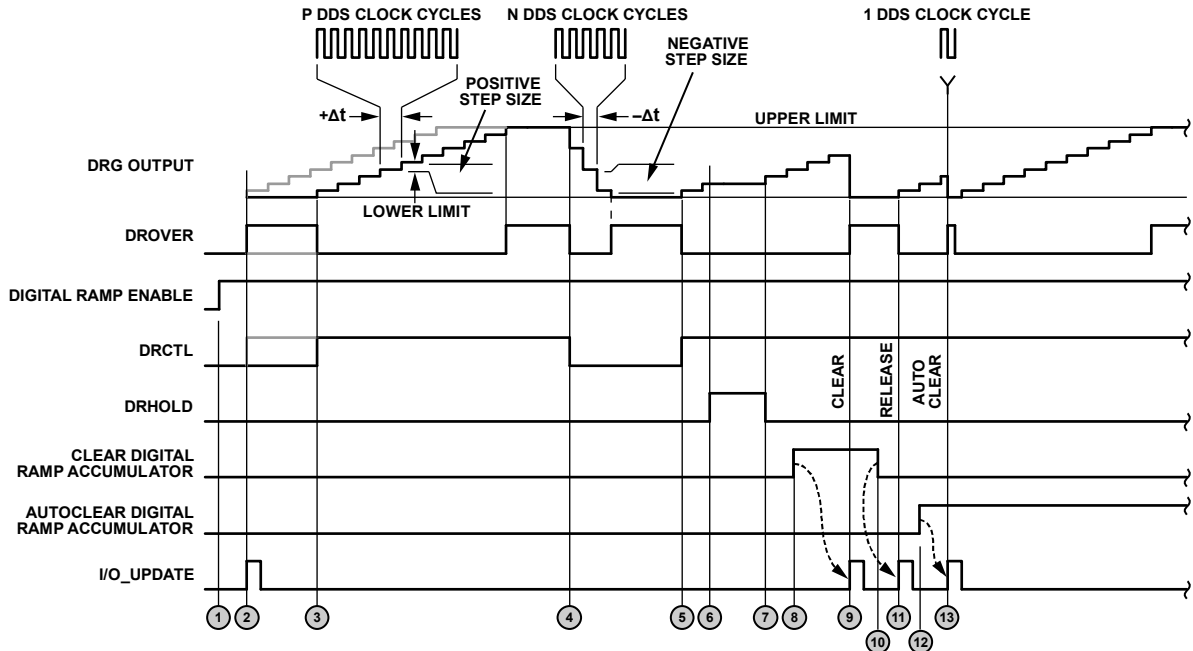 P DDS CLOCK CYCLES
N DDS CLOCK CYCLES
1 DDS CLOCK CYCLE
NEGATIVE
STEP SIZE
POSITIVE
STEP SIZE
+Δt
–Δt
UPPER LIMIT
DRG OUTPUT
LOWER LIMIT
DROVER
DIGITAL RAMP ENABLE
DRCTL
CLEAR
RELEASE
AUTO
CLEAR
DRHOLD
CLEAR DIGITAL
RAMP ACCUMULATOR
AUTOCLEAR DIGITAL
RAMP ACCUMULATOR
I/O_UPDATE
1 2 3 4 5 6 7 8 9 11 13
10 12